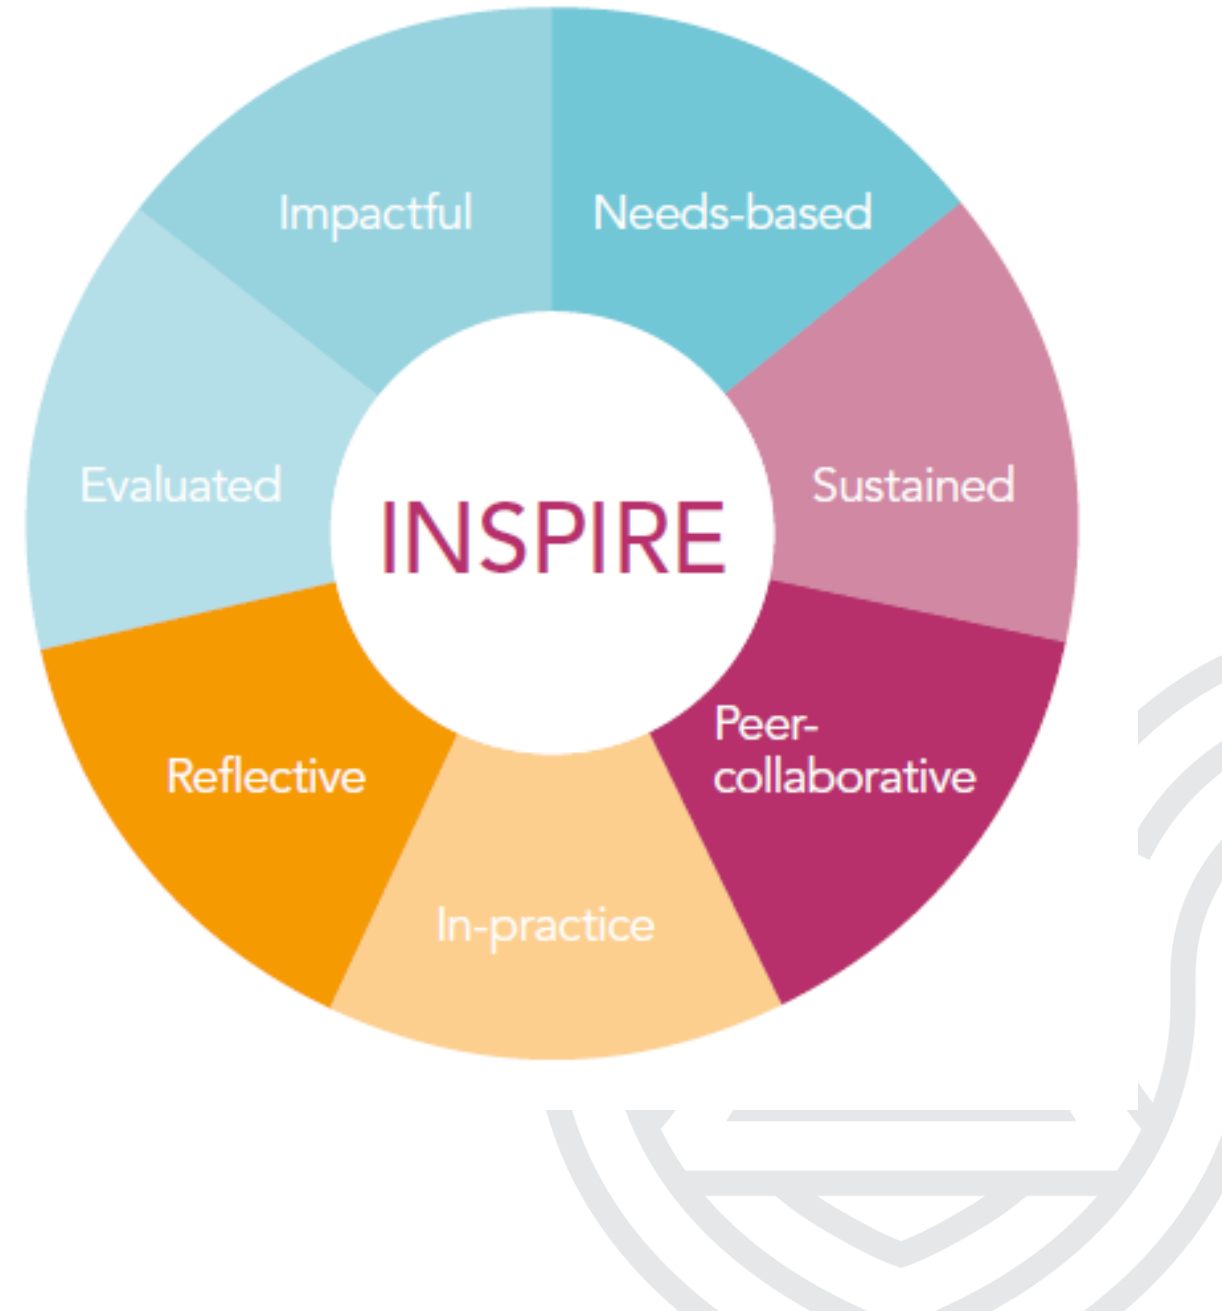 Impactful
Needs-based
Sustained
Peer-
collaborative
In-practice
Reflective
Evaluated
INSPIRE